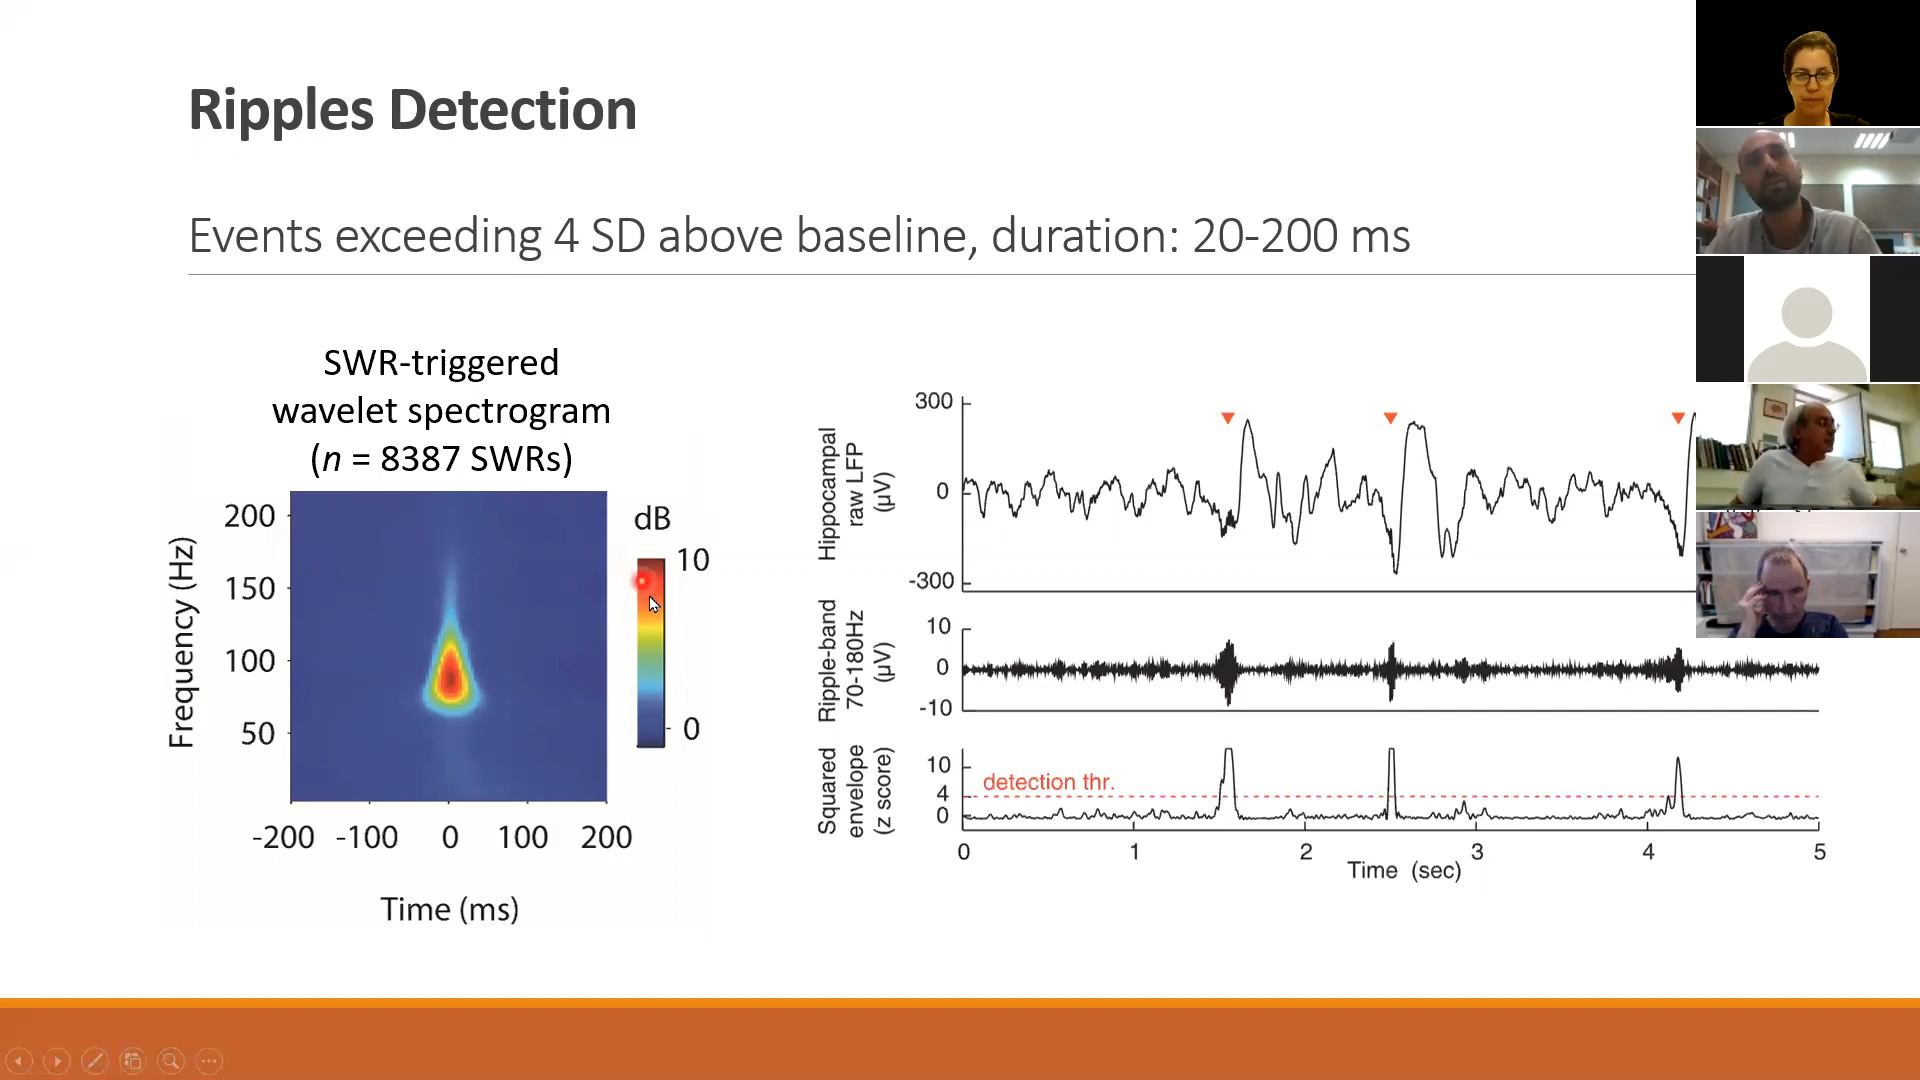 Ripples Detection
Events exceeding 4 SD above baseline, duration: 20-200 ms
SWR-triggered
wavelet spectrogram
(n = 8387 SWRs)
dB
10
0
Frequency (Hz)
200
150
100
50
-200 -100 0 100 200
Time (ms)
Hippocampal
raw LFP
(µV)
300
0
-300
Ripple-band
70-180Hz
(µV)
10
0
-10
Squared
envelope
(z score)
10
4
0
detection thr.
0 1 2 3 4 5
Time (sec)